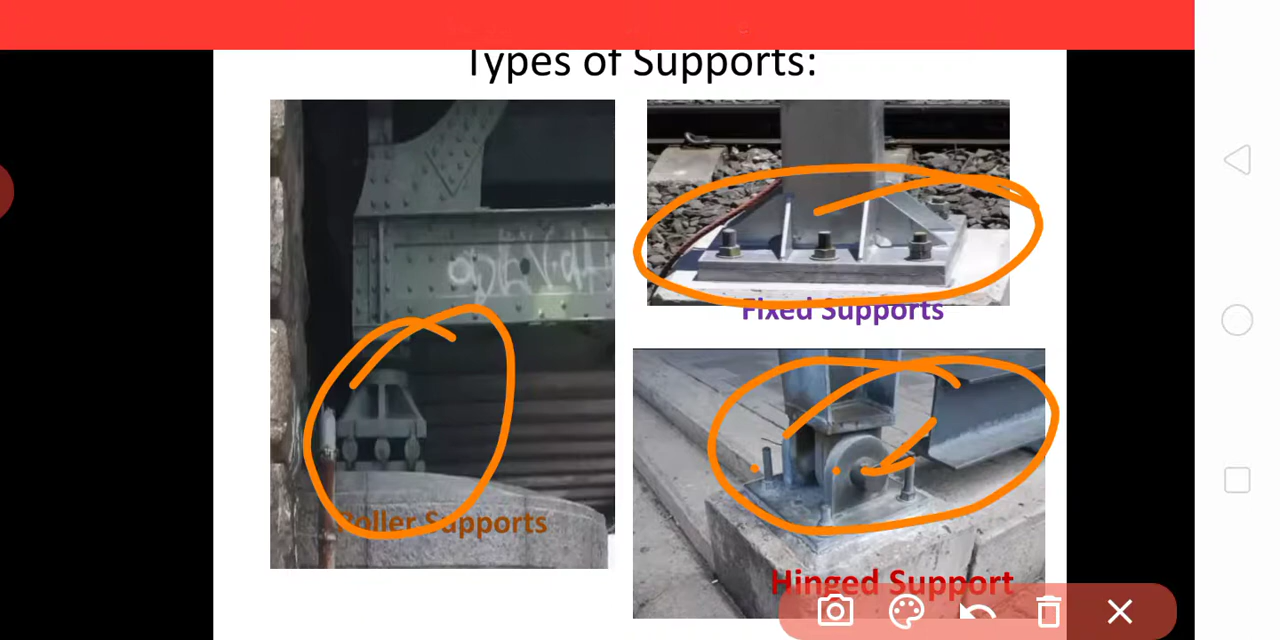 Types of Supports:
Fixed Supports
Roller Supports
Hinged Support